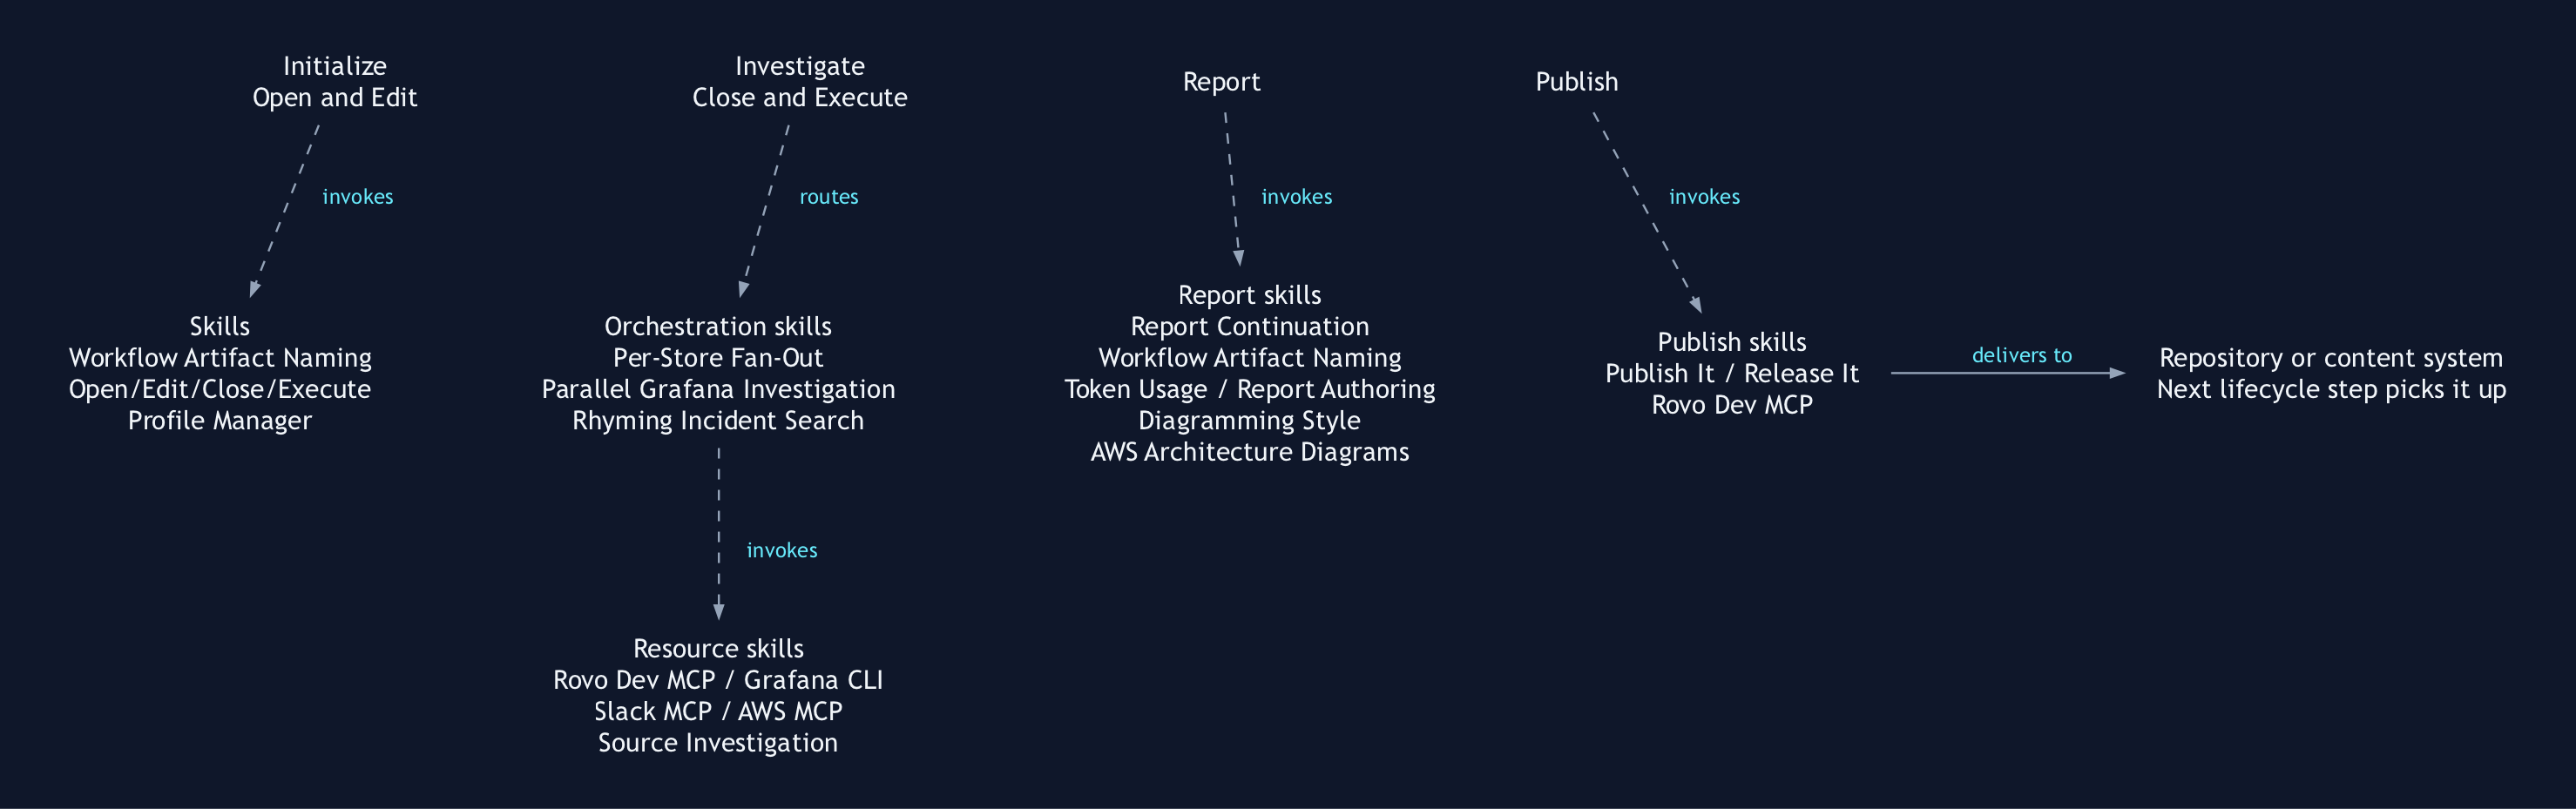 Initialize
Open and Edit
invokes
Skills
Workflow Artifact Naming
Open/Edit/Close/Execute
Profile Manager
Investigate
Close and Execute
routes
Orchestration skills
Per-Store Fan-Out
Parallel Grafana Investigation
Rhyming Incident Search
invokes
Resource skills
Rovo Dev MCP / Grafana CLI
Slack MCP / AWS MCP
Source Investigation
Report
invokes
Report skills
Report Continuation
Workflow Artifact Naming
Token Usage / Report Authoring
Diagramming Style
AWS Architecture Diagrams
Publish
invokes
Publish skills
Publish It / Release It
Rovo Dev MCP
delivers to
Repository or content system
Next lifecycle step picks it up